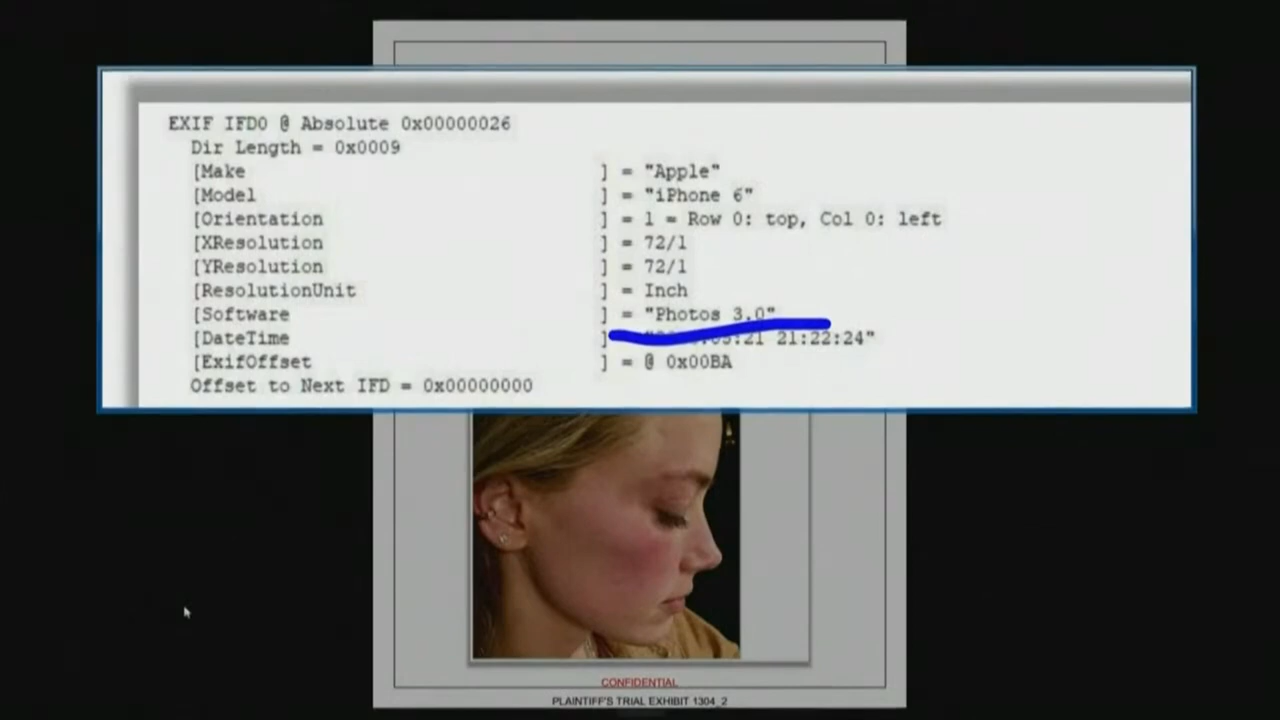 EXIF IFD0 @ Absolute 0x00000026
Dir Length = 0x0009
[Make ] = "Apple"
[Model ] = "iPhone 6"
[Orientation ] = 1 = Row 0: top, Col 0: left
[XResolution ] = 72/1
[YResolution ] = 72/1
[ResolutionUnit ] = Inch
[Software ] = "Photos 3.0"
[DateTime ] 21:22:24"
[ExifOffset ] = @ 0x00BA
Offset to Next IFD = 0x00000000
CONFIDENTIAL
PLAINTIFF'S TRIAL EXHIBIT 1304_2